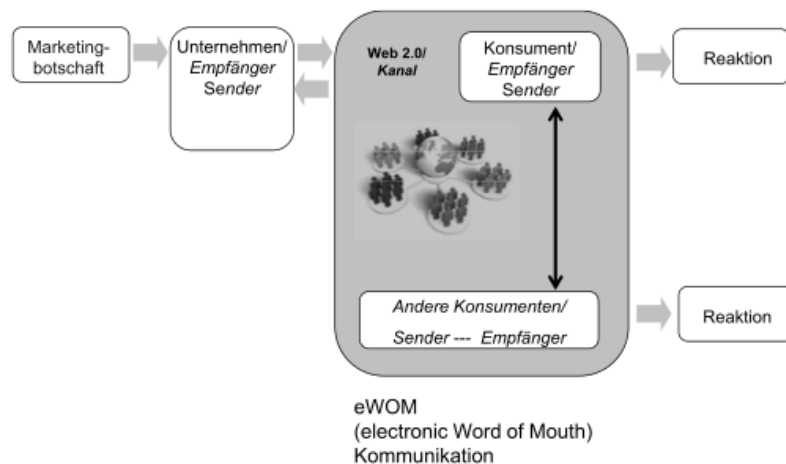 Marketing-
botschaft
Unternehmen/
Empfänger
Sender
Web 2.0/
Kanal
Konsument/
Empfänger
Sender
Reaktion
Andere Konsumenten/
Sender --- Empfänger
Reaktion
eWOM
(electronic Word of Mouth)
Kommunikation